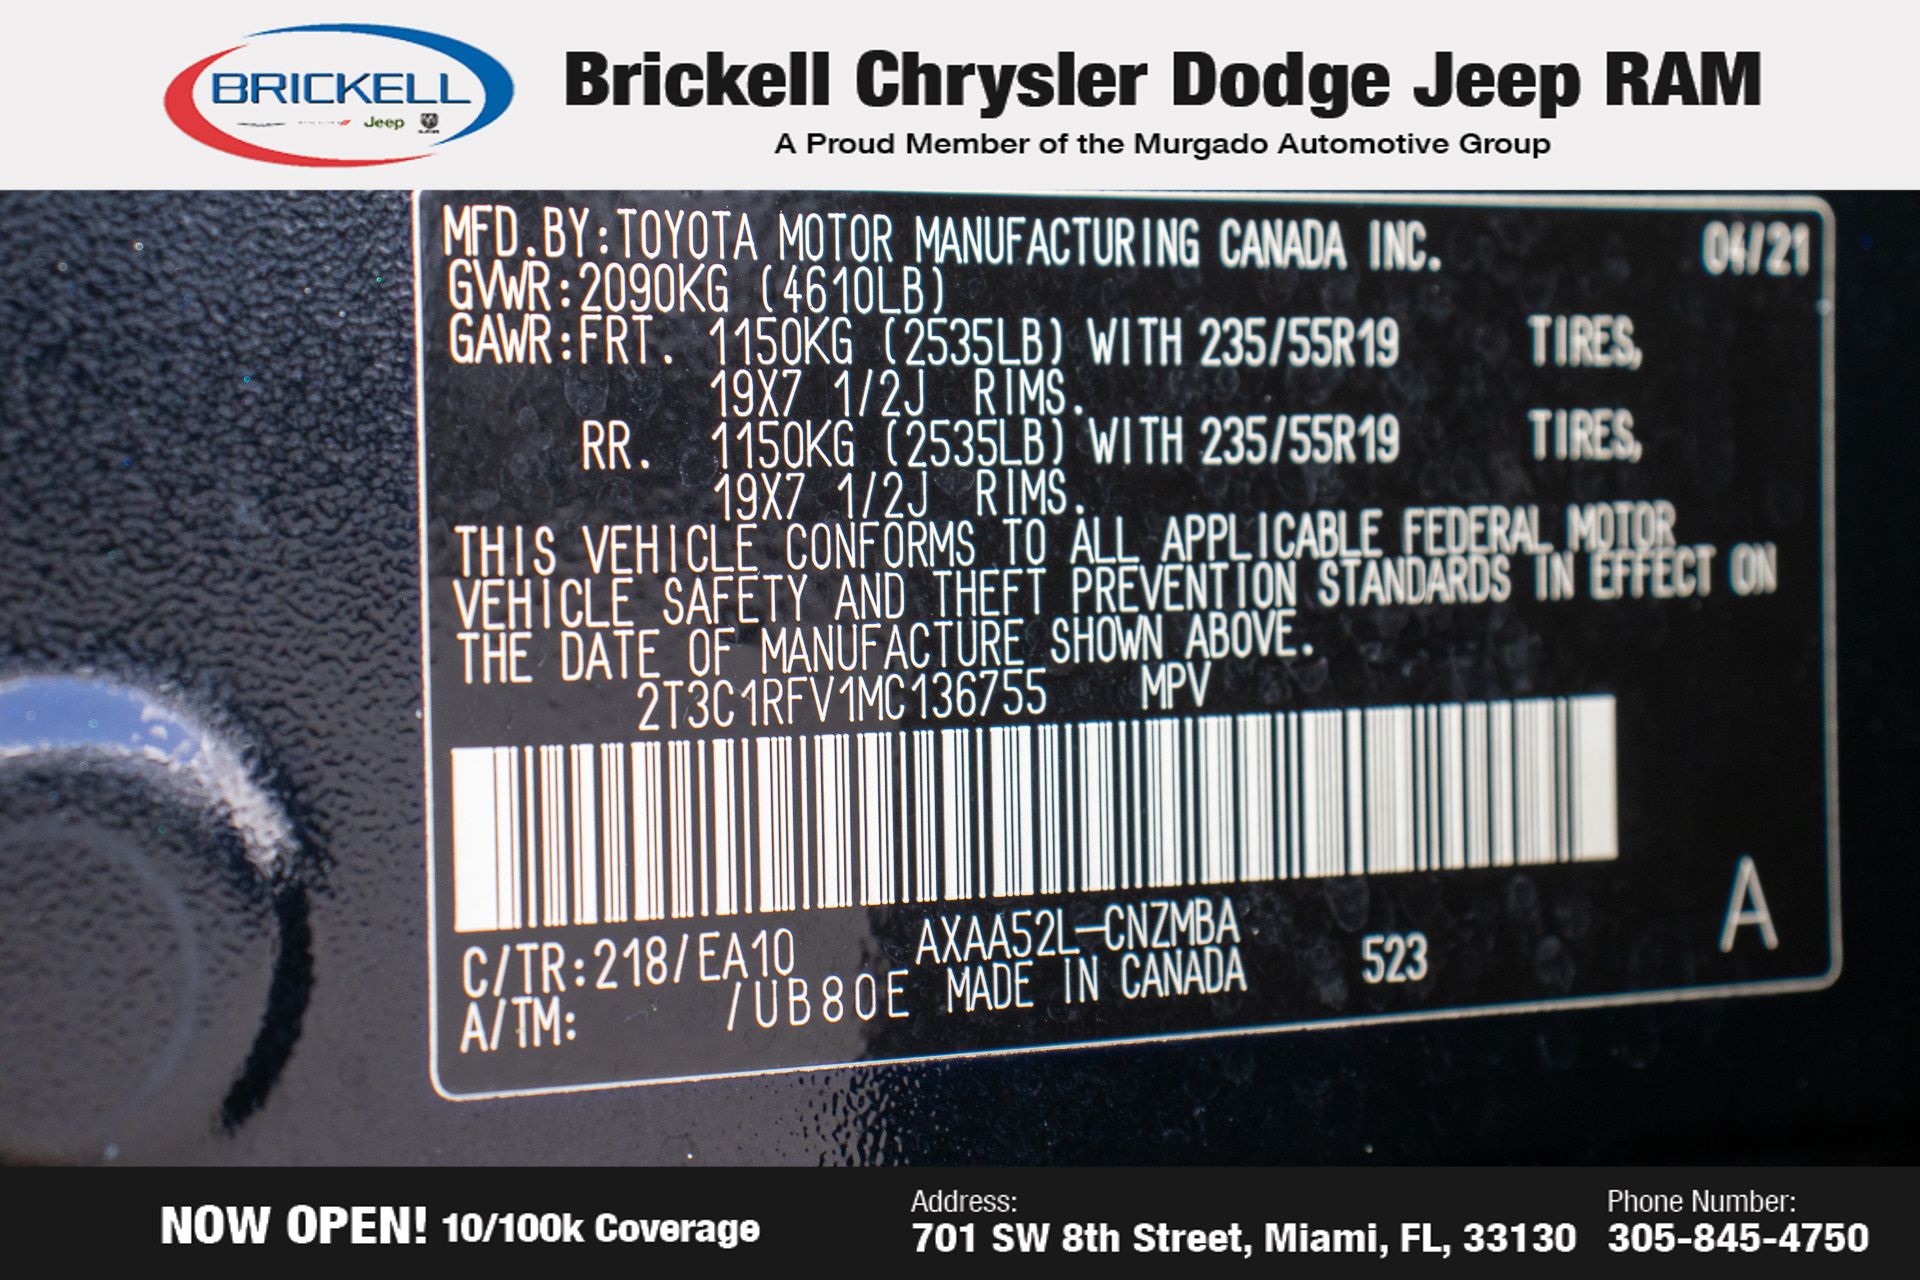 BRICKELL
Jeep
Brickell Chrysler Dodge Jeep RAM
A Proud Member of the Murgado Automotive Group
MFD.BY:TOYOTA MOTOR MANUFACTURING CANADA INC. 04/21
GVWR:2090KG (4610LB)
GAWR:FRT. 1150KG (2535LB) WITH 235/55R19 TIRES,
19X7 1/2J RIMS.
RR. 1150KG (2535LB) WITH 235/55R19 TIRES,
19X7 1/2J RIMS.
THIS VEHICLE CONFORMS TO ALL APPLICABLE FEDERAL MOTOR
VEHICLE SAFETY AND THEFT PREVENTION STANDARDS IN EFFECT ON
THE DATE OF MANUFACTURE SHOWN ABOVE.
2T3C1RFV1MC136755 MPV
C/TR:218/EA10 AXAA52L-CNZMBA
A/TM: /UB80E MADE IN CANADA 523
A
NOW OPEN! 10/100k Coverage
Address:
701 SW 8th Street, Miami, FL, 33130
Phone Number:
305-845-4750